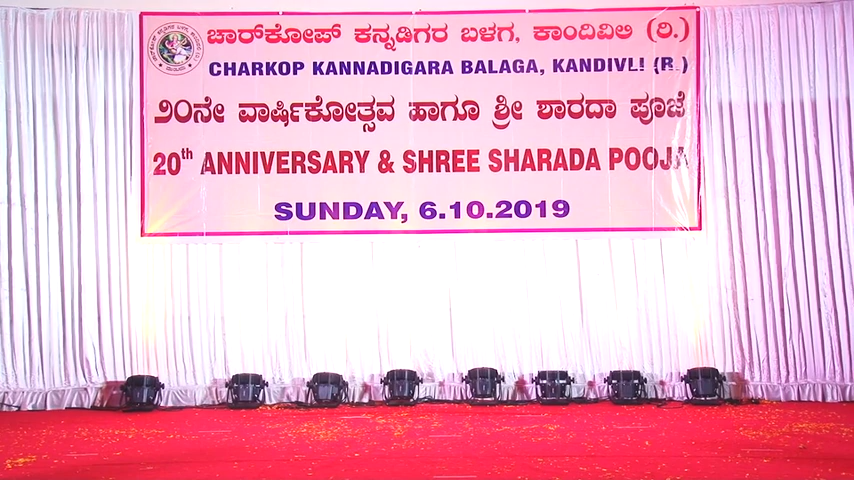 ಚಾರ್‌ಕೋಪ್ ಕನ್ನಡಿಗರ ಬಳಗ, ಕಾಂದಿವಿಲಿ (ರಿ.)
CHARKOP KANNADIGARA BALAGA, KANDIVLI (R.)
೨೦ನೇ ವಾರ್ಷಿಕೋತ್ಸವ ಹಾಗೂ ಶ್ರೀ ಶಾರದಾ ಪೂಜೆ
20th ANNIVERSARY & SHREE SHARADA POOJA
SUNDAY, 6.10.2019